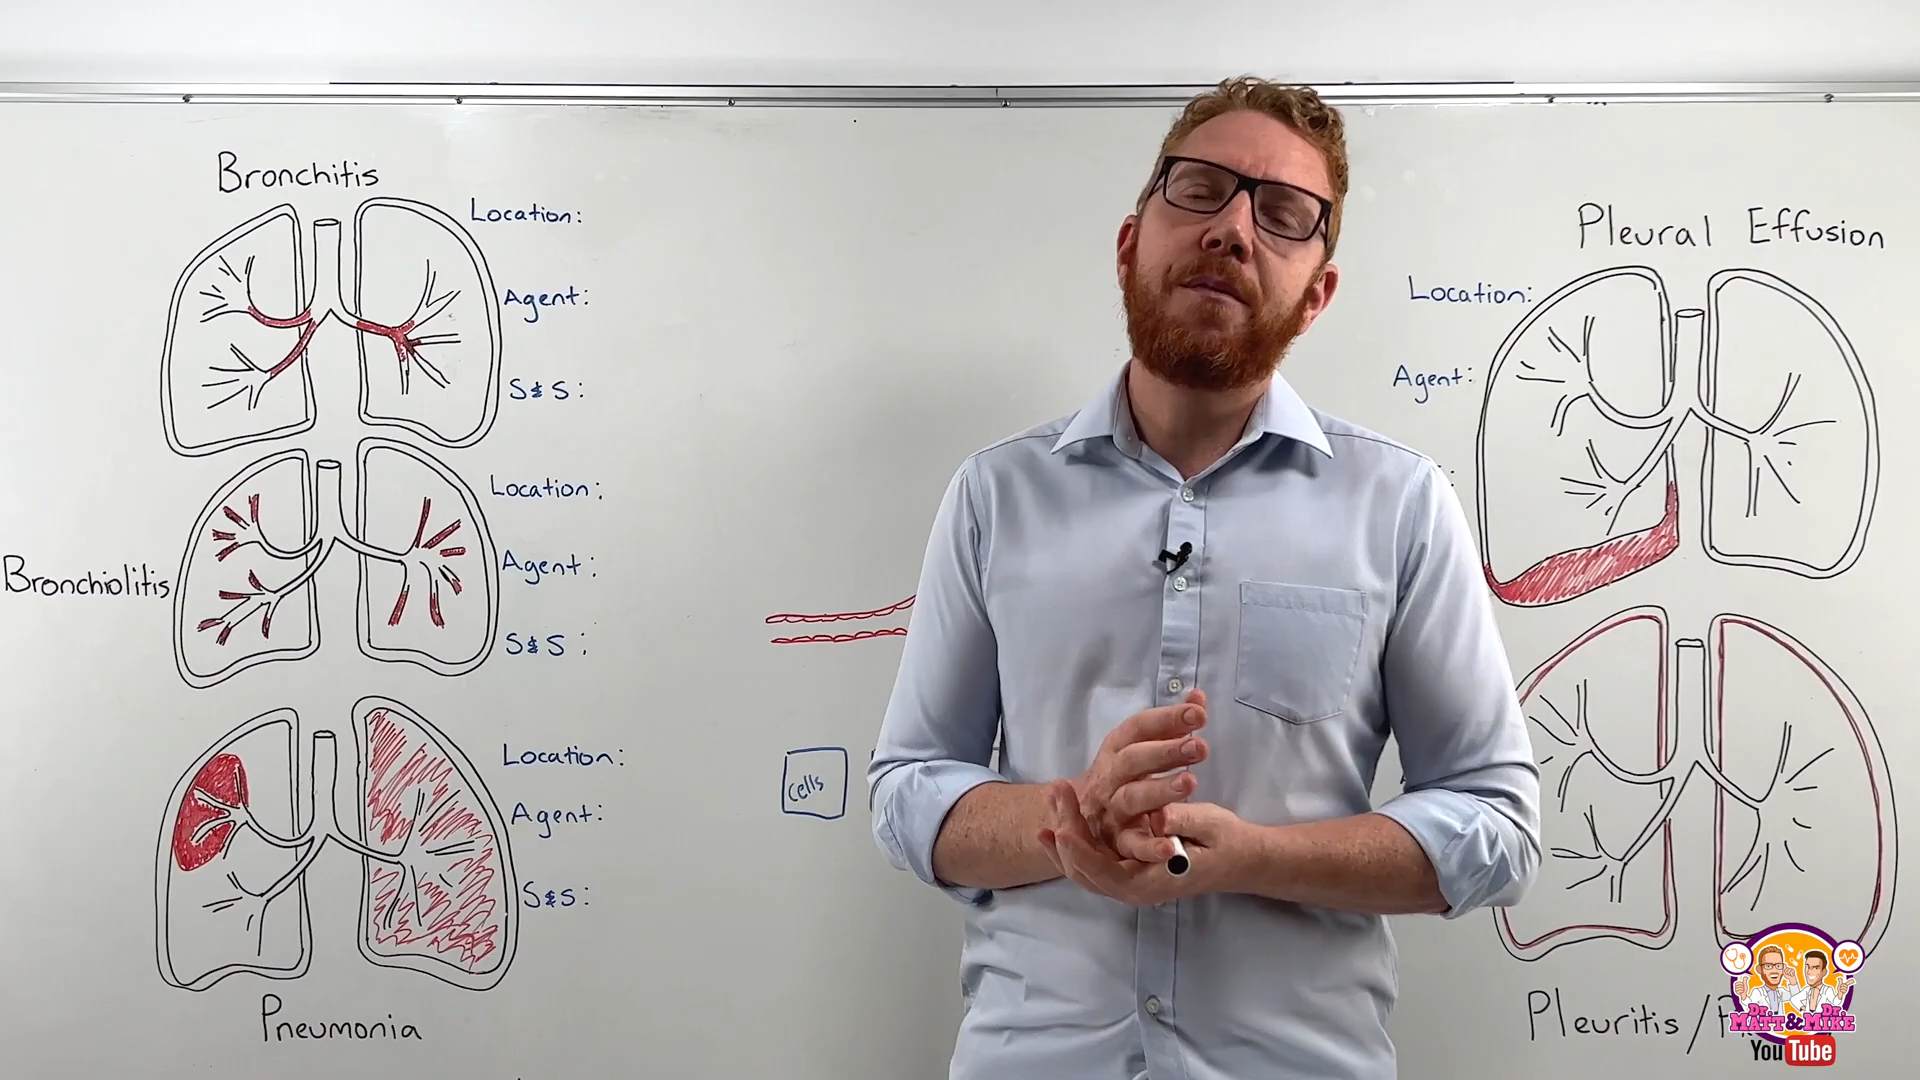 Bronchitis
Location:
Agent:
S&S:
Bronchiolitis
Location:
Agent:
S&S:
Location:
Agent:
S&S:
Pneumonia
cells
Pleural Effusion
Location:
Agent:
Pleuritis/
Dr. Dr.
MATT & MIKE
YouTube